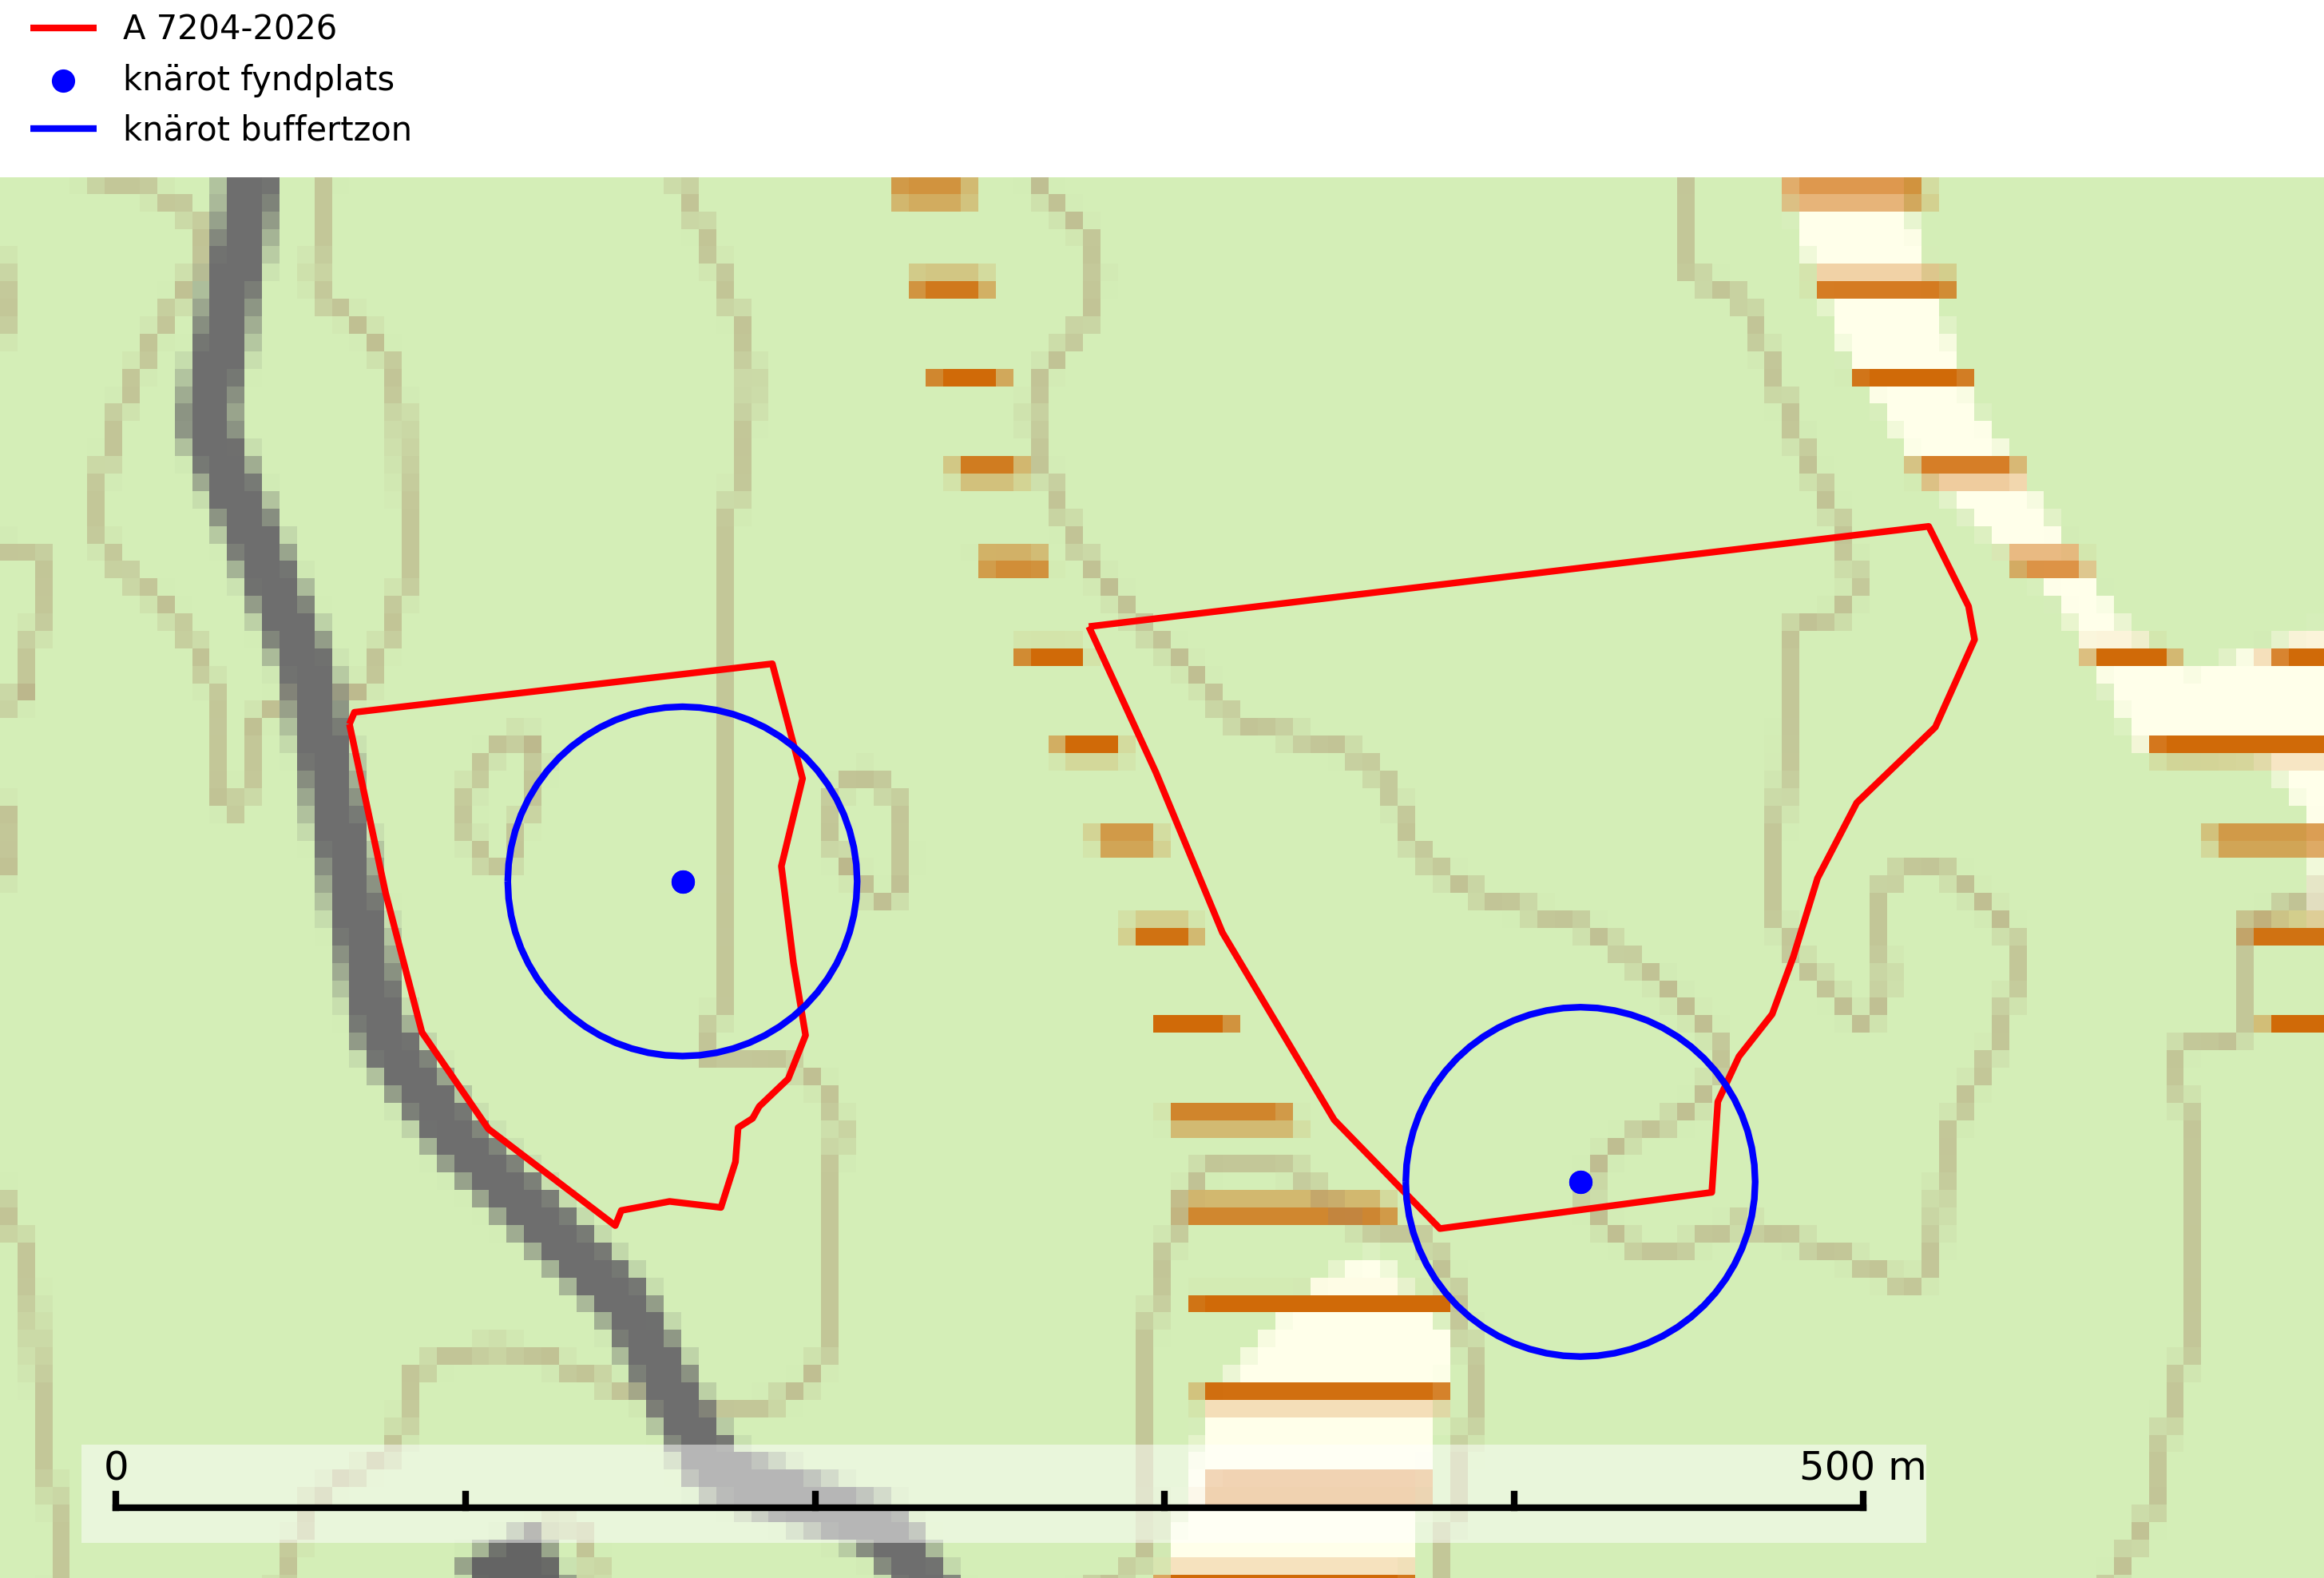 A 7204-2026
knärot fyndplats
knärot buffertzon
0
500 m